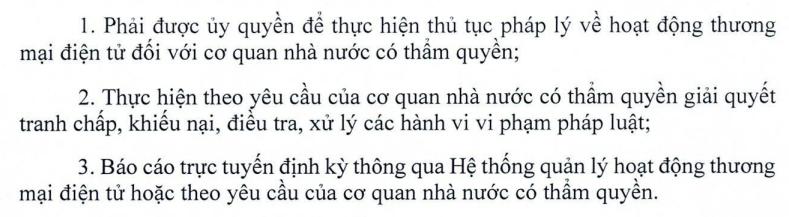 1. Phải được ủy quyền để thực hiện thủ tục pháp lý về hoạt động thương
mại điện tử đối với cơ quan nhà nước có thẩm quyền;
2. Thực hiện theo yêu cầu của cơ quan nhà nước có thẩm quyền giải quyết
tranh chấp, khiếu nại, điều tra, xử lý các hành vi vi phạm pháp luật;
3. Báo cáo trực tuyến định kỳ thông qua Hệ thống quản lý hoạt động thương
mại điện tử hoặc theo yêu cầu của cơ quan nhà nước có thẩm quyền.